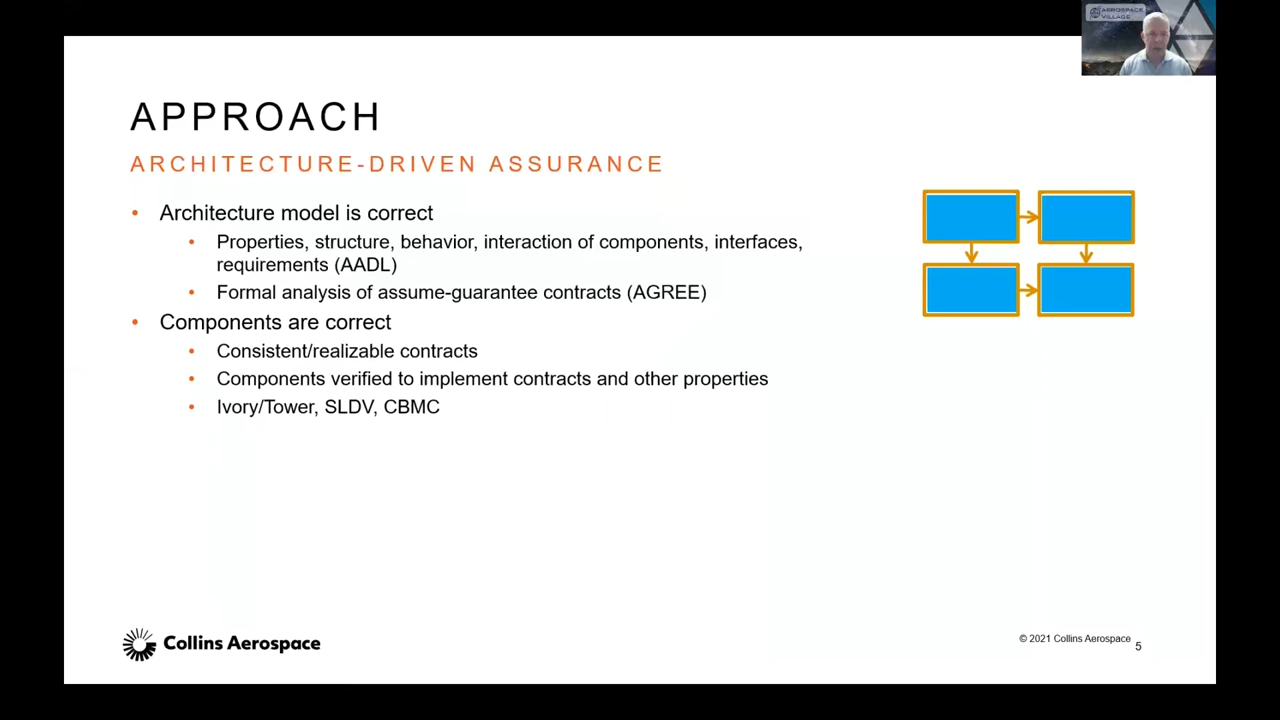 AEROSPACE
VILLAGE
APPROACH
ARCHITECTURE-DRIVEN ASSURANCE
• Architecture model is correct
• Properties, structure, behavior, interaction of components, interfaces,
requirements (AADL)
• Formal analysis of assume-guarantee contracts (AGREE)
• Components are correct
• Consistent/realizable contracts
• Components verified to implement contracts and other properties
• Ivory/Tower, SLDV, CBMC
Collins Aerospace
© 2021 Collins Aerospace
5